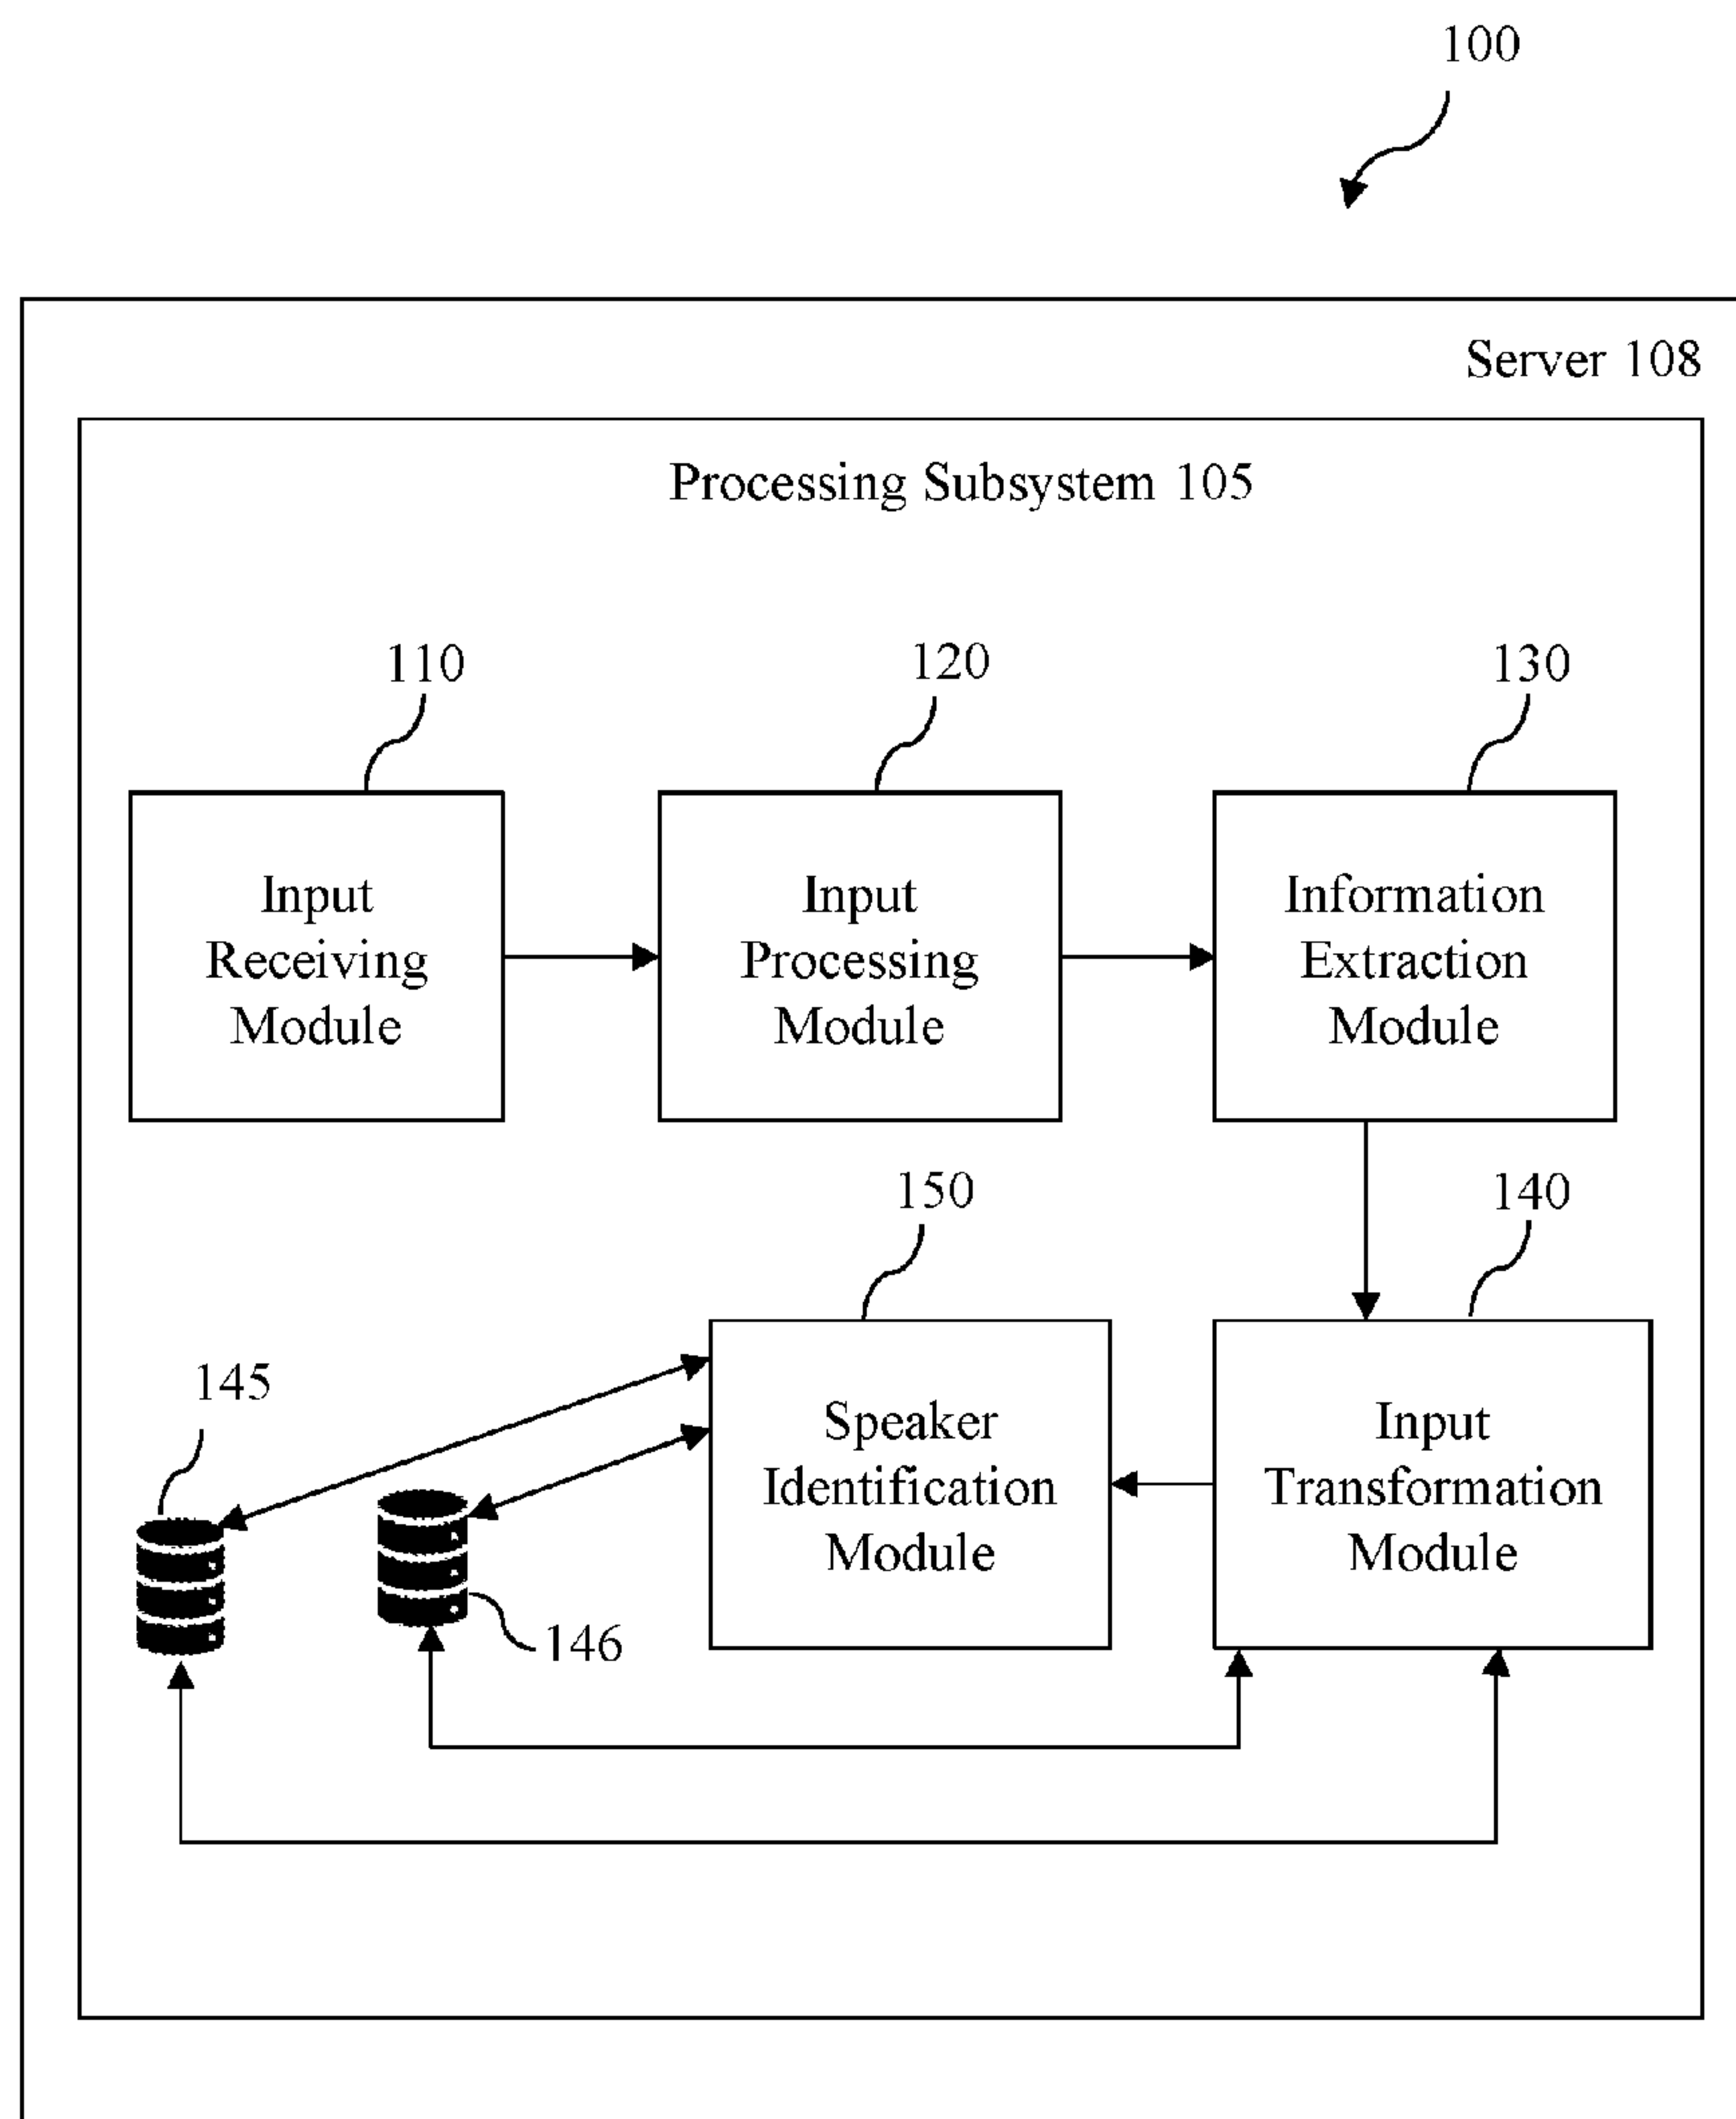 100
Server 108
Processing Subsystem 105
110
120
130
Input
Receiving
Module
Input
Processing
Module
Information
Extraction
Module
150
140
145
Speaker
Identification
Module
Input
Transformation
Module
146